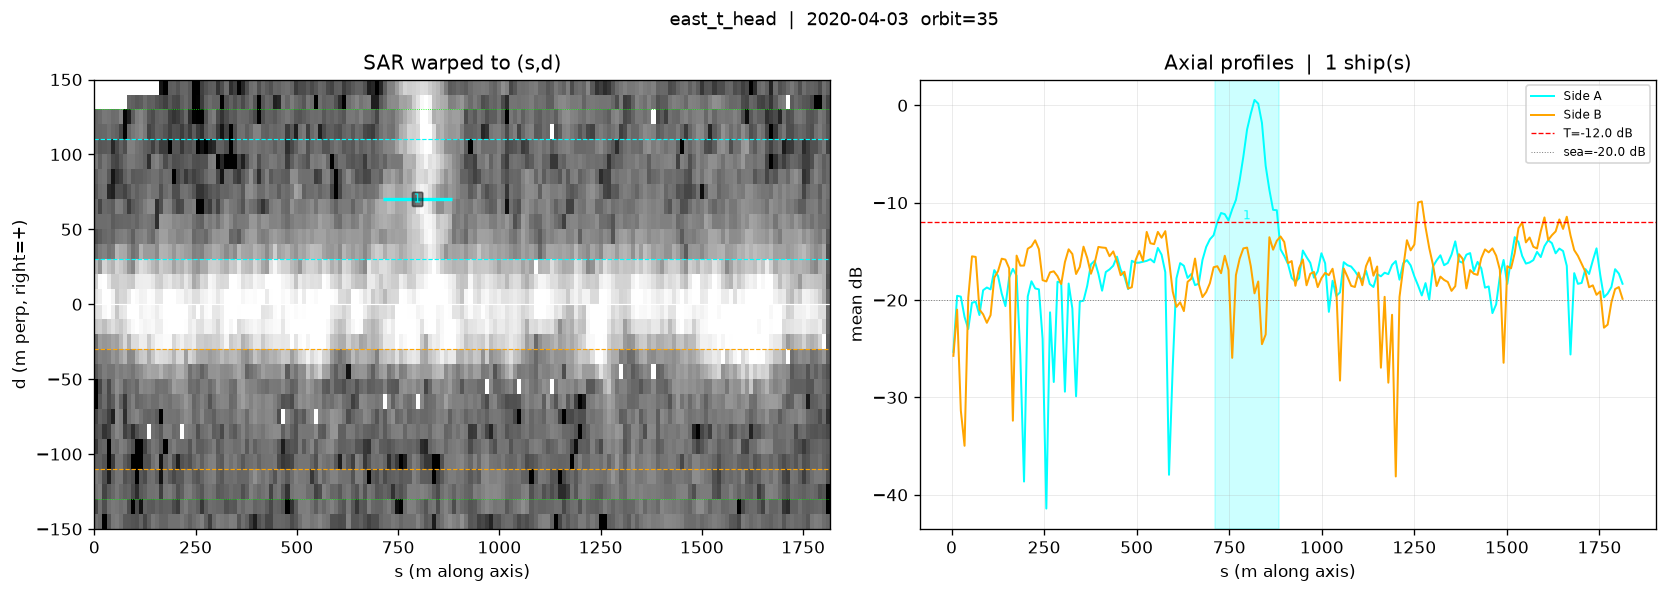 east_t_head  |  2020-04-03  orbit=35
SAR warped to (s,d)
150
100
50
0
−50
−100
−150
d (m perp, right=+)
1
0
250
500
750
1000
1250
1500
1750
s (m along axis)
Axial profiles  |  1 ship(s)
0
−10
−20
−30
−40
mean dB
1
Side A
Side B
T=-12.0 dB
sea=-20.0 dB
0
250
500
750
1000
1250
1500
1750
s (m along axis)